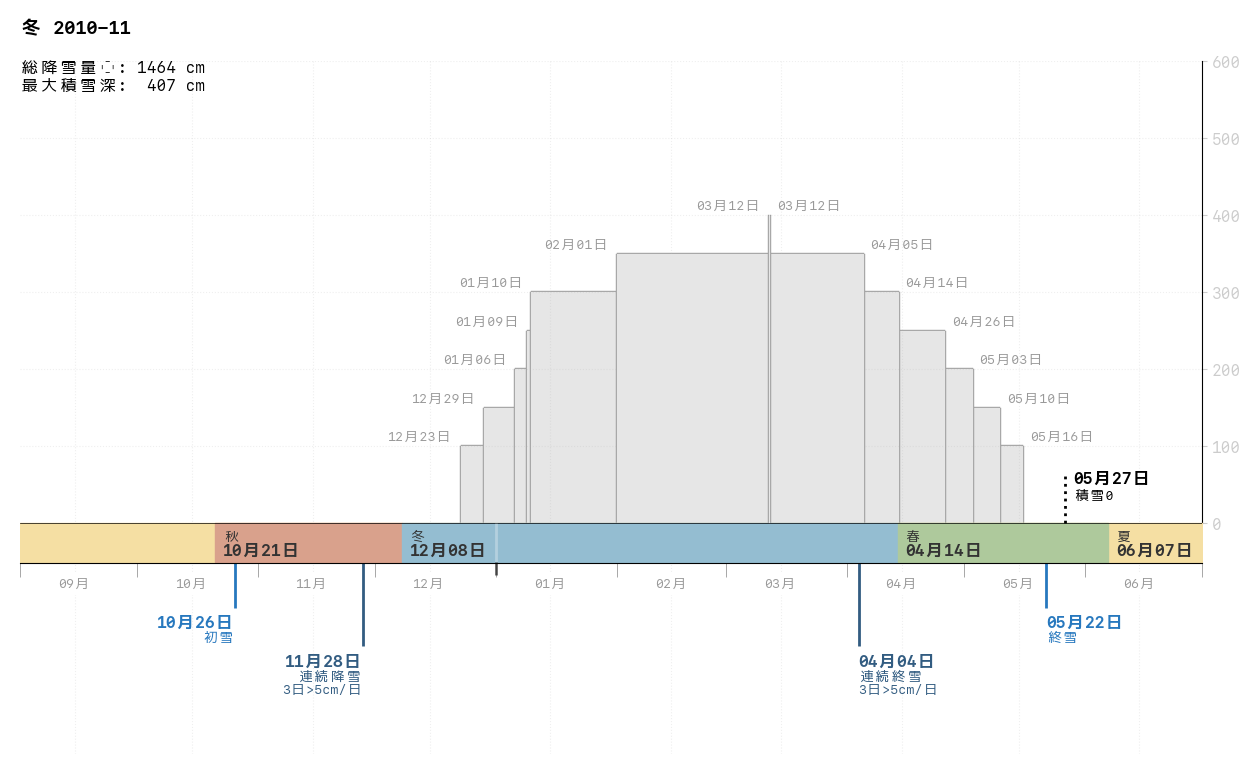 冬 2010-11
総降雪量: 1464 cm
最大積雪深: 407 cm
600
500
400
300
200
100
0
03月12日 03月12日
02月01日 04月05日
01月10日 04月14日
01月09日 04月26日
01月06日 05月03日
12月29日 05月10日
12月23日 05月16日
05月27日
積雪0
秋 冬 春 夏
10月21日 12月08日 04月14日 06月07日
09月 10月 11月 12月 01月 02月 03月 04月 05月 06月
10月26日
初雪
05月22日
終雪
11月28日
連続降雪
3日>5cm/日
04月04日
連続終雪
3日>5cm/日